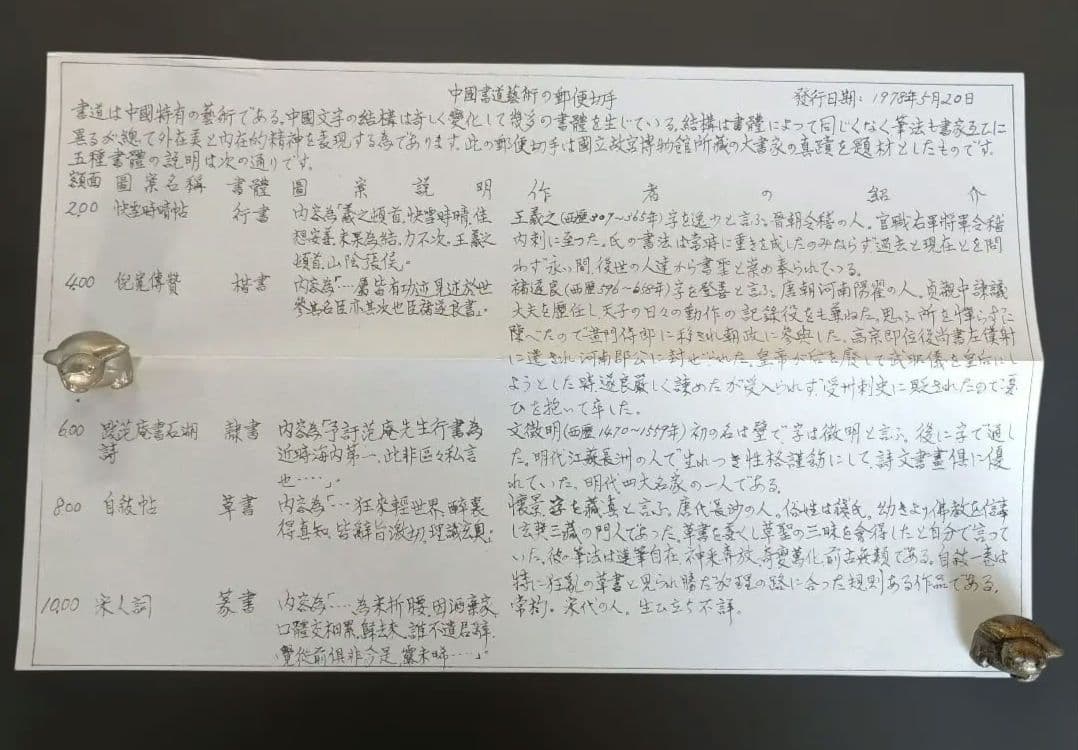 中國書道藝術の郵便切手
發行日期：1978年5月20日
書道は中國特有の藝術である。中國文字の結構は等しく變化して幾多の書體を生じている。結構は書體によって同じくなく筆法も書家互いに
異るが總て外在美と内在的精神を表現する為であります。此の郵便切手は國立故宮博物館所藏の大書家の真蹟を題材としたものです。
五種書體の説明は次の通りです。
額面 圖案名稱 書體 圖案説明 作者の紹介
2.00 快雪時晴帖 行書 内容為「羲之頓首，快雪時晴，佳
想安善，未果為結，力不次，王羲之
頓首，山陰張侯。
王羲之(西歷307～365年)字を逸少と言ふ。晉朝會稽の人。官職右軍將軍會稽
内刺に至った。氏の書法は當時に重きを成したのみならず過去と現在とを問
わず永い間，後世の人達から書聖と崇め奉られている。
4.00 倪寬傳贊 楷書 内容為「…屬皆有功迹見述於世
參其名臣亦其次也臣褚遂良書」。
褚遂良(西歷596～658年)字を登善と言ふ。唐朝河南陽翟の人。貞觀中諫議
大夫を歷任し天子の日々の動作の記錄役をも兼ねた。思ふ所を憚らずに
陳べたので黃門侍郎に移され朝政に參與した。高宗即位後尚書左僕射
に遷され河南郡公に封ぜられた。皇帝が后を廢して武昭儀を皇后にし
ようとした時，遂良嚴しく諫めたが受入れられず愛州刺史に貶されたので憂
ひを抱いて卒した。
6.00 跋范庵書石湖
詩
隸書 内容為「予評范庵先生行書為
近時海内第一，此非區々私言
也……」
文徵明(西歷1470～1559年)初の名は壁で字は徵明と言ふ。後に字で通し
た。明代江蘇長洲の人で生れつき性格謹飭にして，詩文書畫俱に優
れていた。明代四大名家の一人である。
8.00 自敍帖 草書 内容為「…狂來輕世界，醉裏
得真知，皆辭旨激切，理識玄奧。
懷素 字を藏真と言ふ。唐代長沙の人。俗性は錢氏。幼きより佛教を信奉
し玄奘三藏の門人であった。草書を善くし草聖の三昧を會得したと自分で言って
いた。彼の筆法は運筆自在，神采奔放，奇變萬化，前古無類である。自敍一卷は
特に狂亂の草書と見られ勝だが理の路に合った規則ある作品である。
10.00 宋人詞 篆書 内容為「…為米折腰，因酒棄家，
口體交相累，歸去來，誰不遣君歸，
覺從前俱非今是，露未晞……」。
常杓。宋代の人。生ひ立ち不詳。